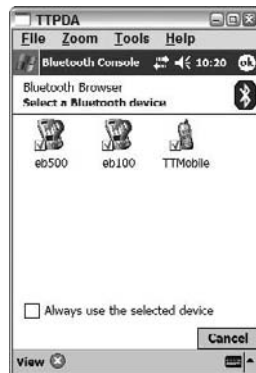 TTPDA
File Zoom Tools Help
Bluetooth Console 10:20 ok
Bluetooth Browser
Select a Bluetooth device
eb500 eb100 TTMobile
Always use the selected device
Cancel
View